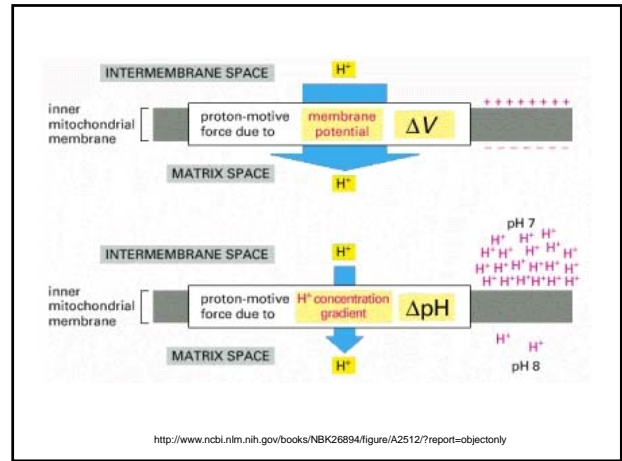 H⁺
INTERMEMBRANE SPACE
inner
mitochondrial
membrane
proton-motive
force due to
membrane
potential
ΔV
+ + + + + + + +
– – – – – – – –
MATRIX SPACE
H⁺
pH 7
INTERMEMBRANE SPACE
H⁺
H⁺ H⁺ H⁺
H⁺ H⁺ H⁺ H⁺
H⁺ H⁺ H⁺ H⁺ H⁺ H⁺
H⁺ H⁺ H⁺ H⁺ H⁺ H⁺
inner
mitochondrial
membrane
proton-motive
force due to
H⁺ concentration
gradient
ΔpH
MATRIX SPACE
H⁺
H⁺ H⁺
pH 8
http://www.ncbi.nlm.nih.gov/books/NBK26894/figure/A2512/?report=objectonly